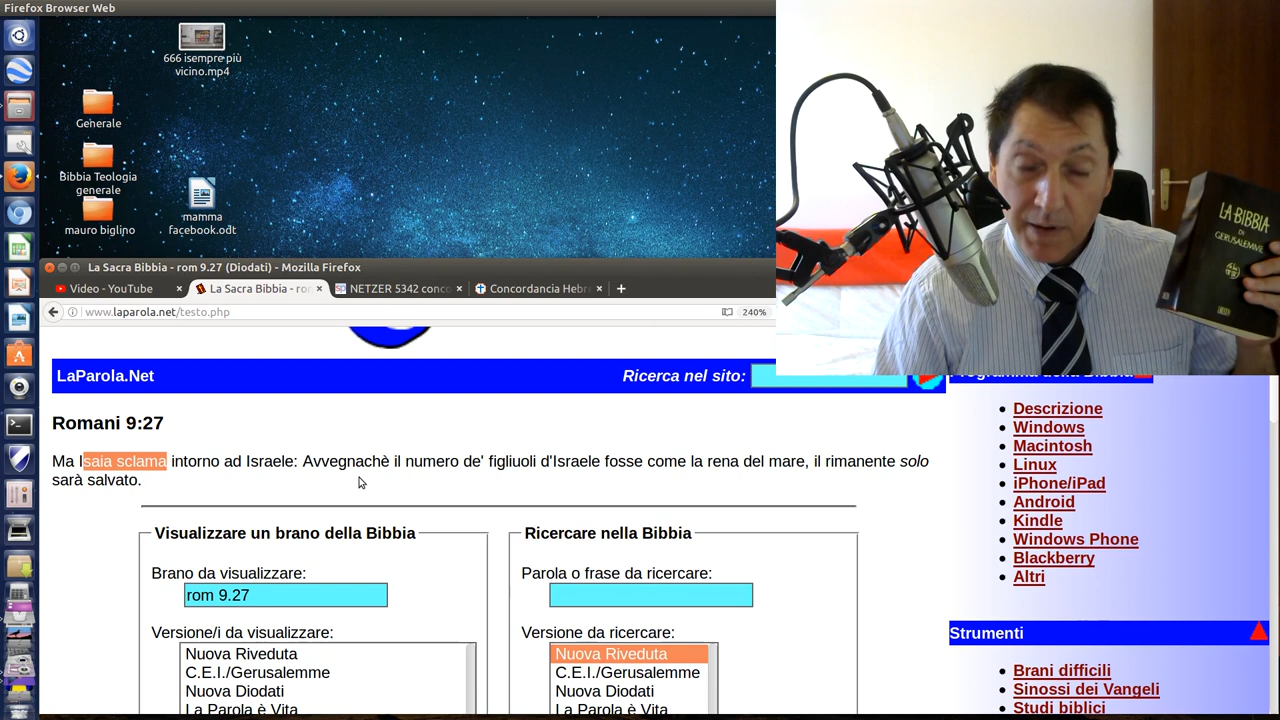 Firefox Browser Web
666 isempre più
vicino.mp4
Generale
Bibbia Teologia
generale
mamma
facebook.odt
mauro biglino
La Sacra Bibbia - rom 9.27 (Diodati) - Mozilla Firefox
Video - YouTube
La Sacra Bibbia - ro
NETZER 5342 conco
Concordancia Hebre
www.laparola.net/testo.php
240%
LaParola.Net
Ricerca nel sito:
Romani 9:27
Ma Isaia sclama intorno ad Israele: Avvegnachè il numero de' figliuoli d'Israele fosse come la rena del mare, il rimanente solo
sarà salvato.
Visualizzare un brano della Bibbia
Brano da visualizzare:
rom 9.27
Versione/i da visualizzare:
Nuova Riveduta
C.E.I./Gerusalemme
Nuova Diodati
La Parola è Vita
Ricercare nella Bibbia
Parola o frase da ricercare:
Versione da ricercare:
Nuova Riveduta
C.E.I./Gerusalemme
Nuova Diodati
La Parola è Vita
Descrizione
Windows
Macintosh
Linux
iPhone/iPad
Android
Kindle
Windows Phone
Blackberry
Altri
Strumenti
Brani difficili
Sinossi dei Vangeli
Studi biblici
LA BIBBIA
DI
GERUSALEMME